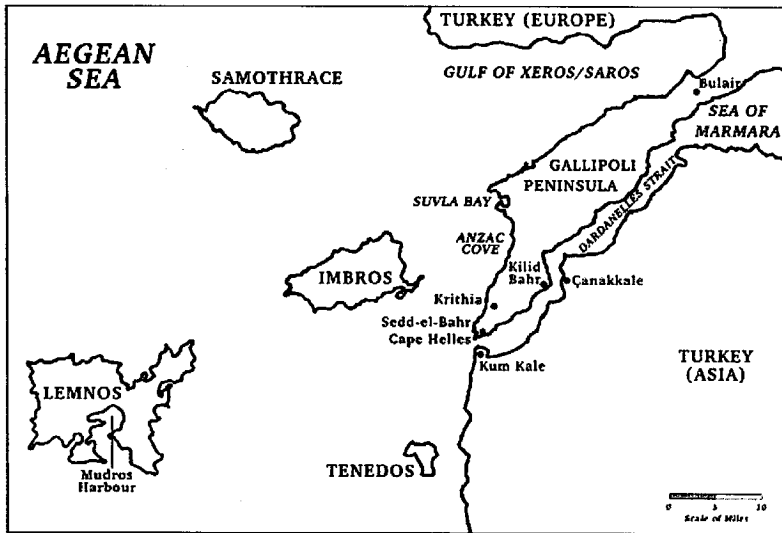 TURKEY (EUROPE)
AEGEAN
SEA
SAMOTHRACE
GULF OF XEROS/SAROS
Bulair
SEA OF
MARMARA
GALLIPOLI
PENINSULA
DARDANELLES STRAIT
SUVLA BAY
ANZAC
COVE
IMBROS
Kilid
Bahr
Çanakkale
Krithia
Sedd-el-Bahr
Cape Helles
Kum Kale
TURKEY
(ASIA)
LEMNOS
Mudros
Harbour
TENEDOS
0 5 10
Scale of Miles